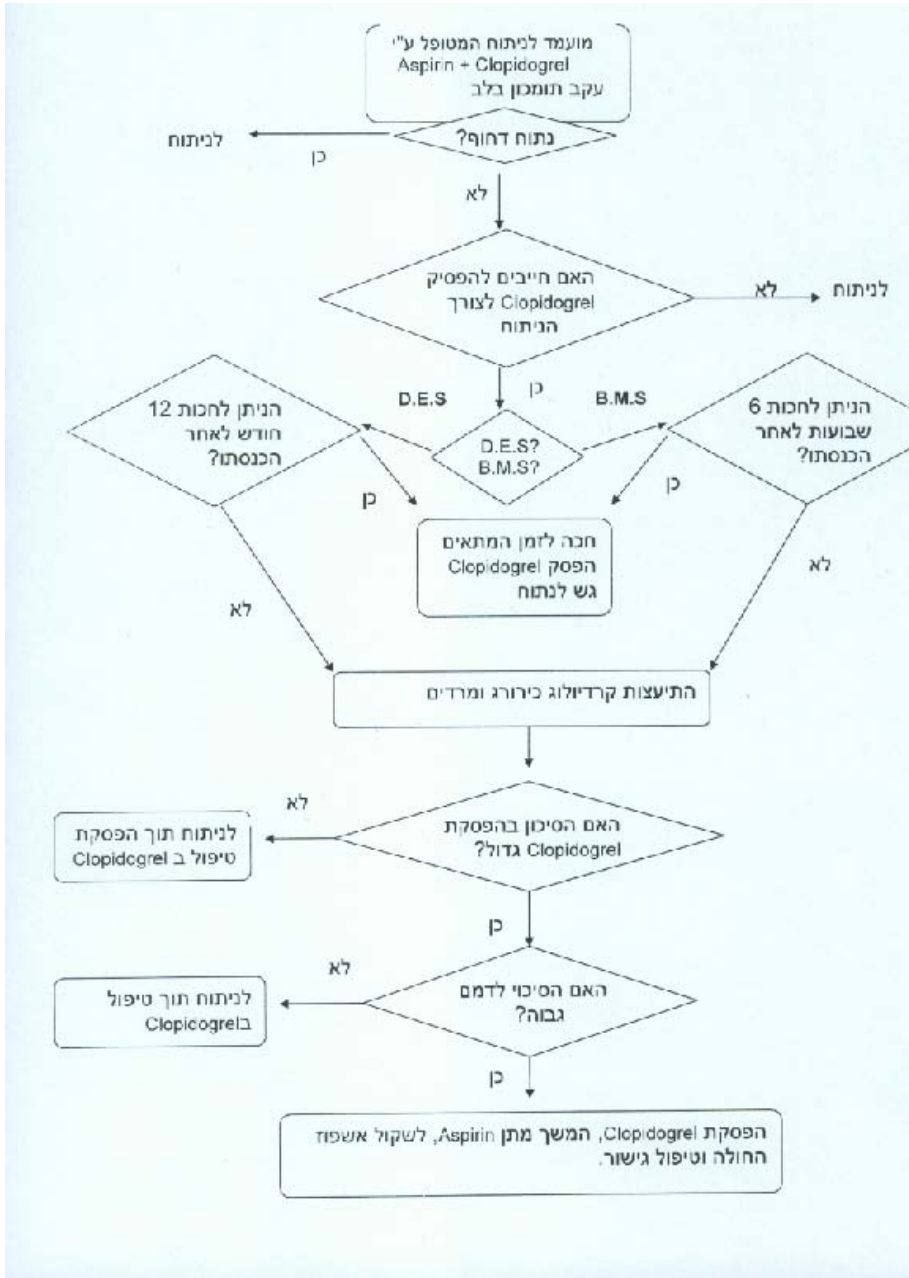 מועמד לניתוח המטופל ע"י
Aspirin + Clopidogrel
עקב תומכון בלב
נתוח דחוף?
כן
לניתוח
לא
האם חייבים להפסיק
Clopidogrel לצורך
הניתוח
לא
לניתוח
כן
D.E.S
B.M.S
D.E.S?
B.M.S?
הניתן לחכות 6
שבועות לאחר
הכנסתו?
הניתן לחכות 12
חודש לאחר
הכנסתו?
כן
כן
חכה לזמן המתאים
הפסק Clopidogrel
גש לנתוח
לא
לא
התיעצות קרדיולוג כירורג ומרדים
האם הסיכון בהפסקת
Clopidogrel גדול?
לא
לניתוח תוך הפסקת
טיפול ב Clopidogrel
כן
האם הסיכוי לדמם
גבוה?
לא
לניתוח תוך טיפול
בClopidogrel
כן
הפסקת Clopidogrel, המשך מתן Aspirin, לשקול אשפוז
החולה וטיפול גישור.